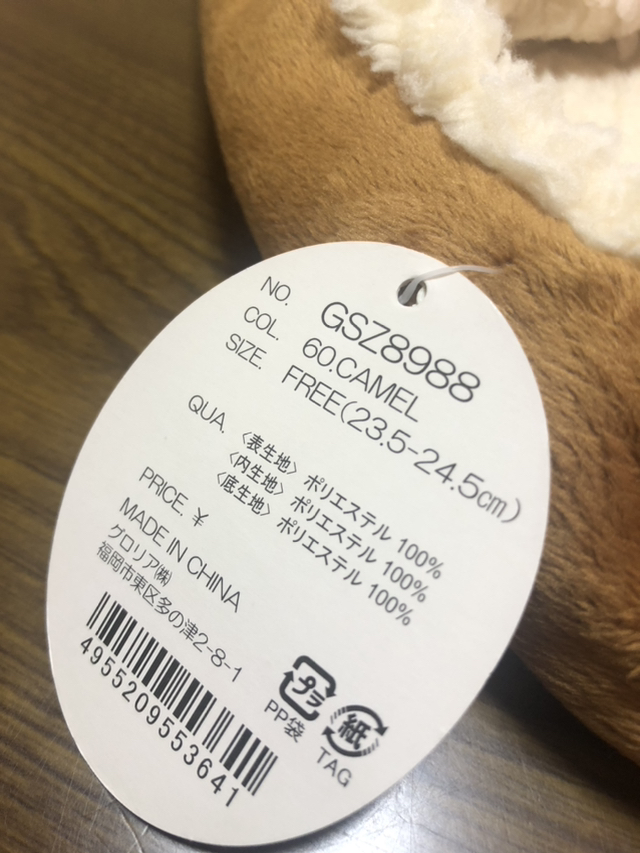 NO. GSZ8988
COL. 60.CAMEL
SIZE. FREE(23.5-24.5cm)
QUA. 〈表生地〉 ポリエステル 100%
〈内生地〉 ポリエステル 100%
〈底生地〉 ポリエステル 100%
PRICE. ¥
MADE IN CHINA
グロリア㈱
福岡市東区多の津2-8-1
4955209553641
プラ
PP袋
紙
TAG